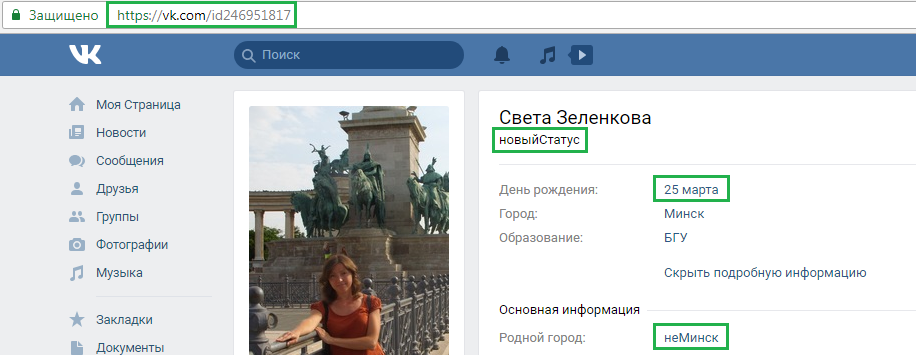 Защищено https://vk.com/id246951817
Поиск
Моя Страница
Новости
Сообщения
Друзья
Группы
Фотографии
Музыка
Закладки
Документы
Света Зеленкова
новыйСтатус
День рождения: 25 марта
Город: Минск
Образование: БГУ
Скрыть подробную информацию
Основная информация
Родной город: неМинск